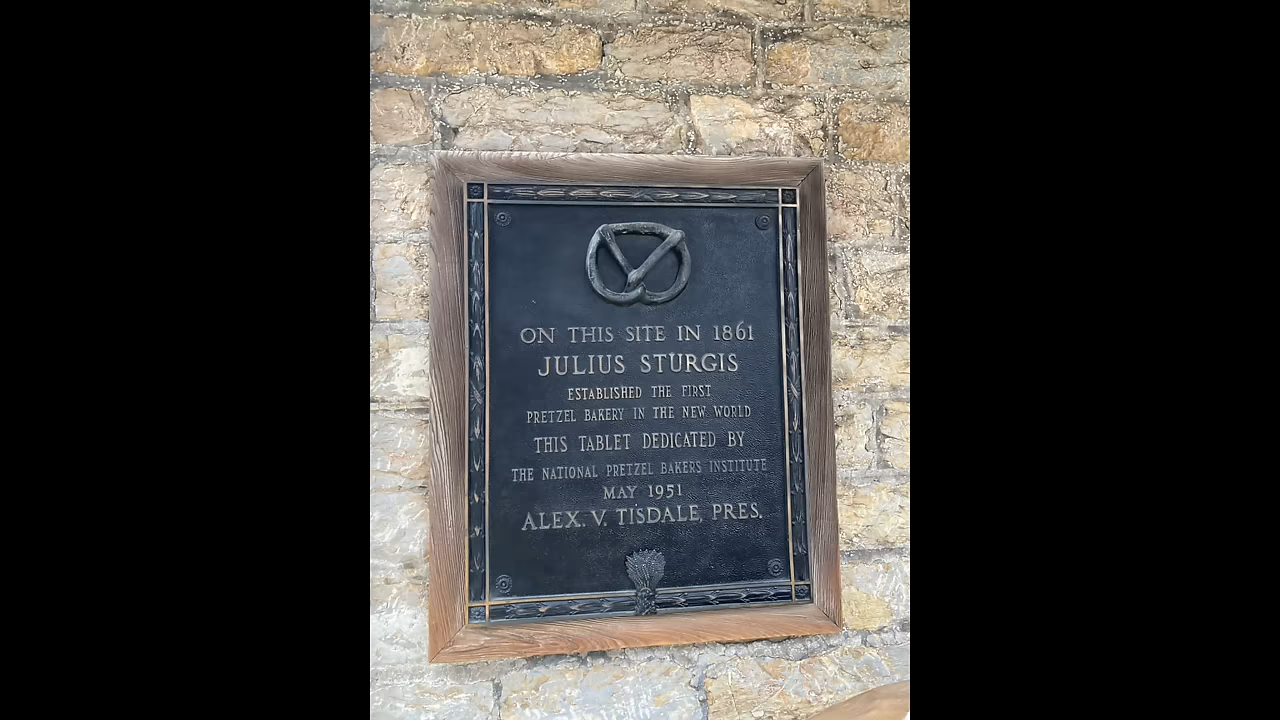 ON THIS SITE IN 1861
JULIUS STURGIS
ESTABLISHED THE FIRST
PRETZEL BAKERY IN THE NEW WORLD
THIS TABLET DEDICATED BY
THE NATIONAL PRETZEL BAKERS INSTITUTE
MAY 1951
ALEX. V. TISDALE, PRES.